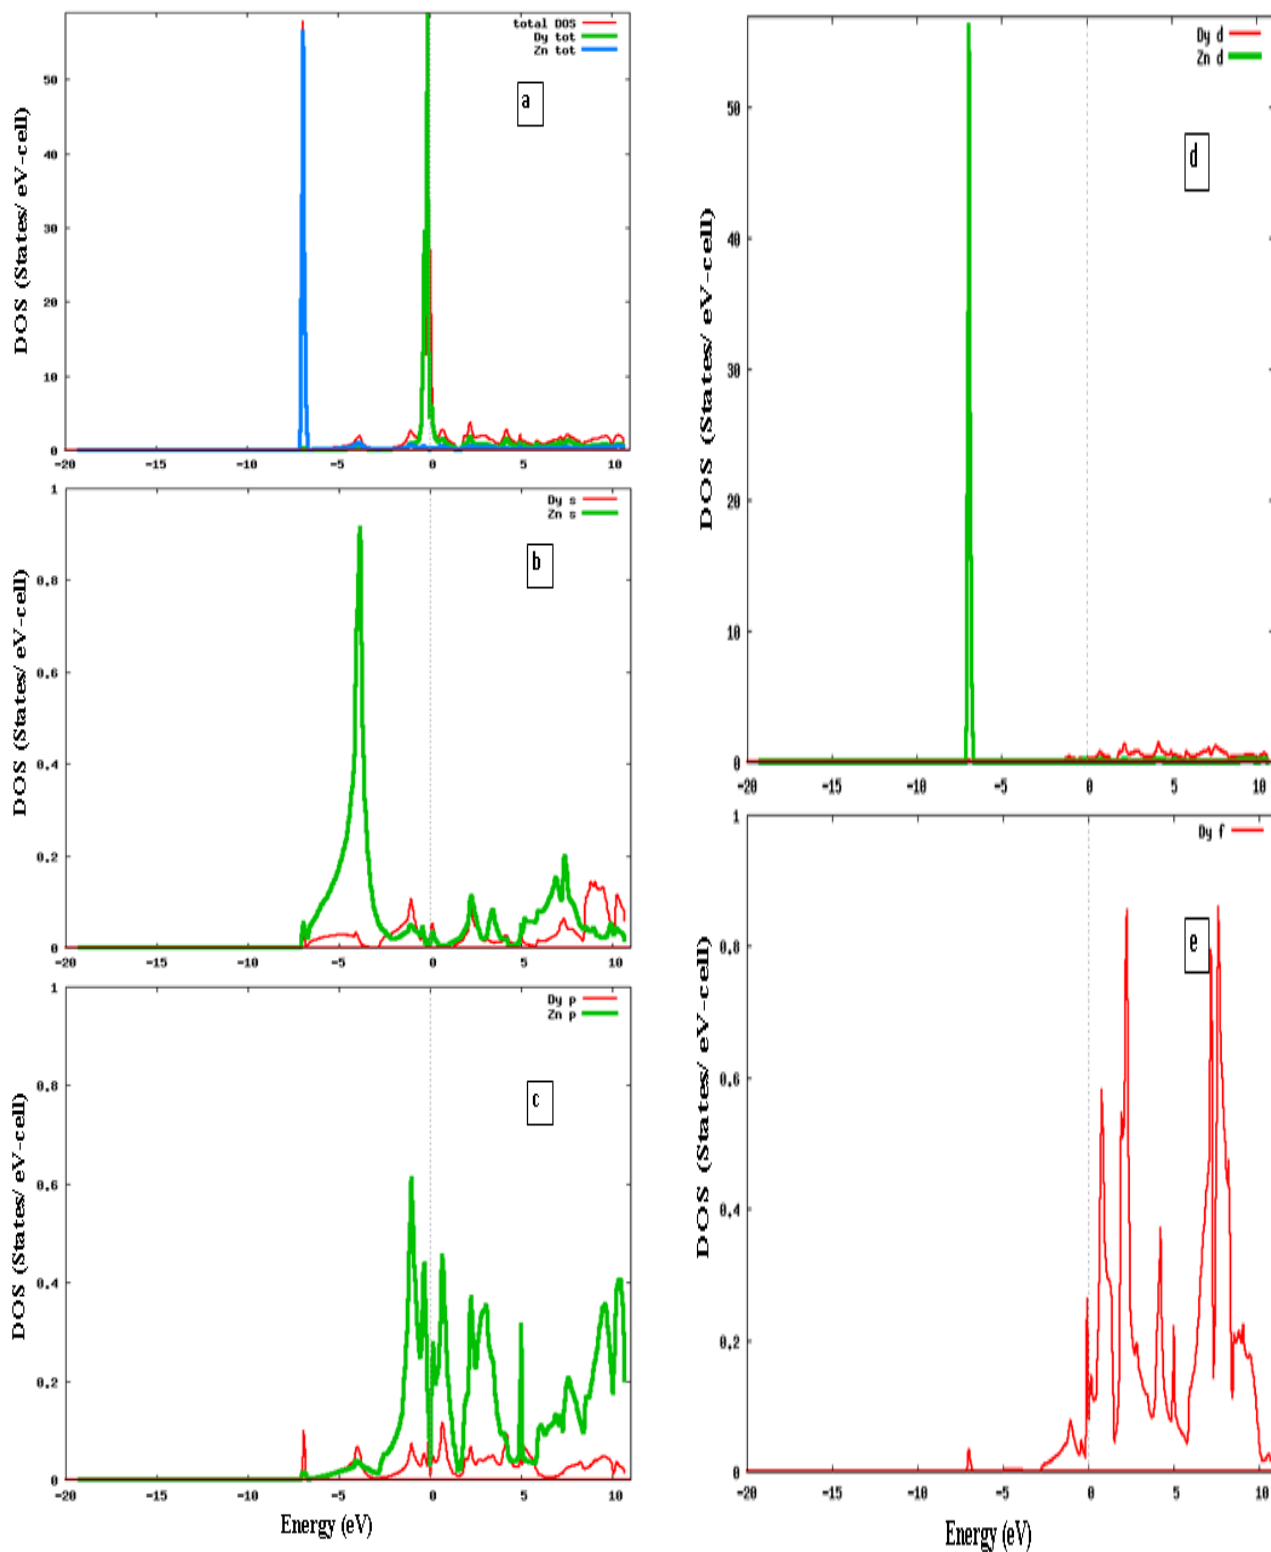 total DOS
Dy tot
Zn tot
a
DOS (States/ eV-cell)
50
40
30
20
10
0
-20 -15 -10 -5 0 5 10
Dy s
Zn s
b
DOS (States/ eV-cell)
1
0.8
0.6
0.4
0.2
0
-20 -15 -10 -5 0 5 10
Dy p
Zn p
c
DOS (States/ eV-cell)
1
0.8
0.6
0.4
0.2
0
-20 -15 -10 -5 0 5 10
Energy (eV)
Dy d
Zn d
d
DOS (States/ eV-cell)
50
40
30
20
10
0
-20 -15 -10 -5 0 5 10
Dy f
e
DOS (States/ eV-cell)
1
0.8
0.6
0.4
0.2
0
-20 -15 -10 -5 0 5 10
Energy (eV)